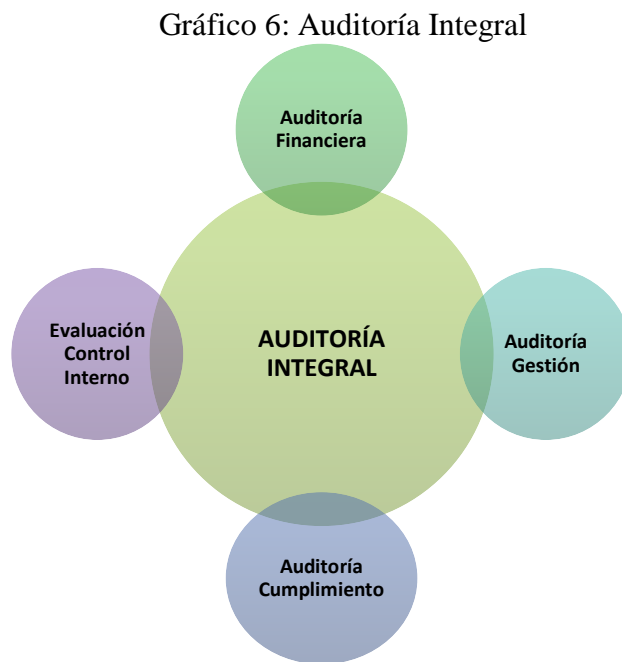 Gráfico 6: Auditoría Integral
Auditoría
Financiera
Evaluación
Control
Interno
AUDITORÍA
INTEGRAL
Auditoría
Gestión
Auditoría
Cumplimiento